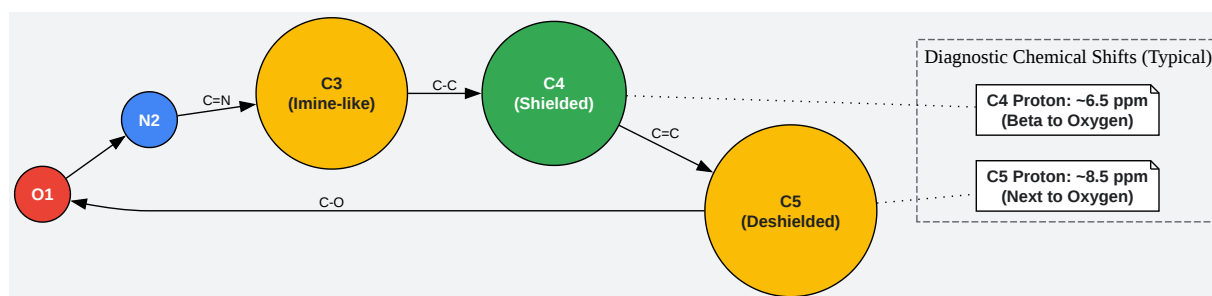 C3
(Imine-like)
C=N
N2
O1
C-C
C4
(Shielded)
C=C
C-O
C5
(Deshielded)
Diagnostic Chemical Shifts (Typical)
C4 Proton: ~6.5 ppm
(Beta to Oxygen)
C5 Proton: ~8.5 ppm
(Next to Oxygen)